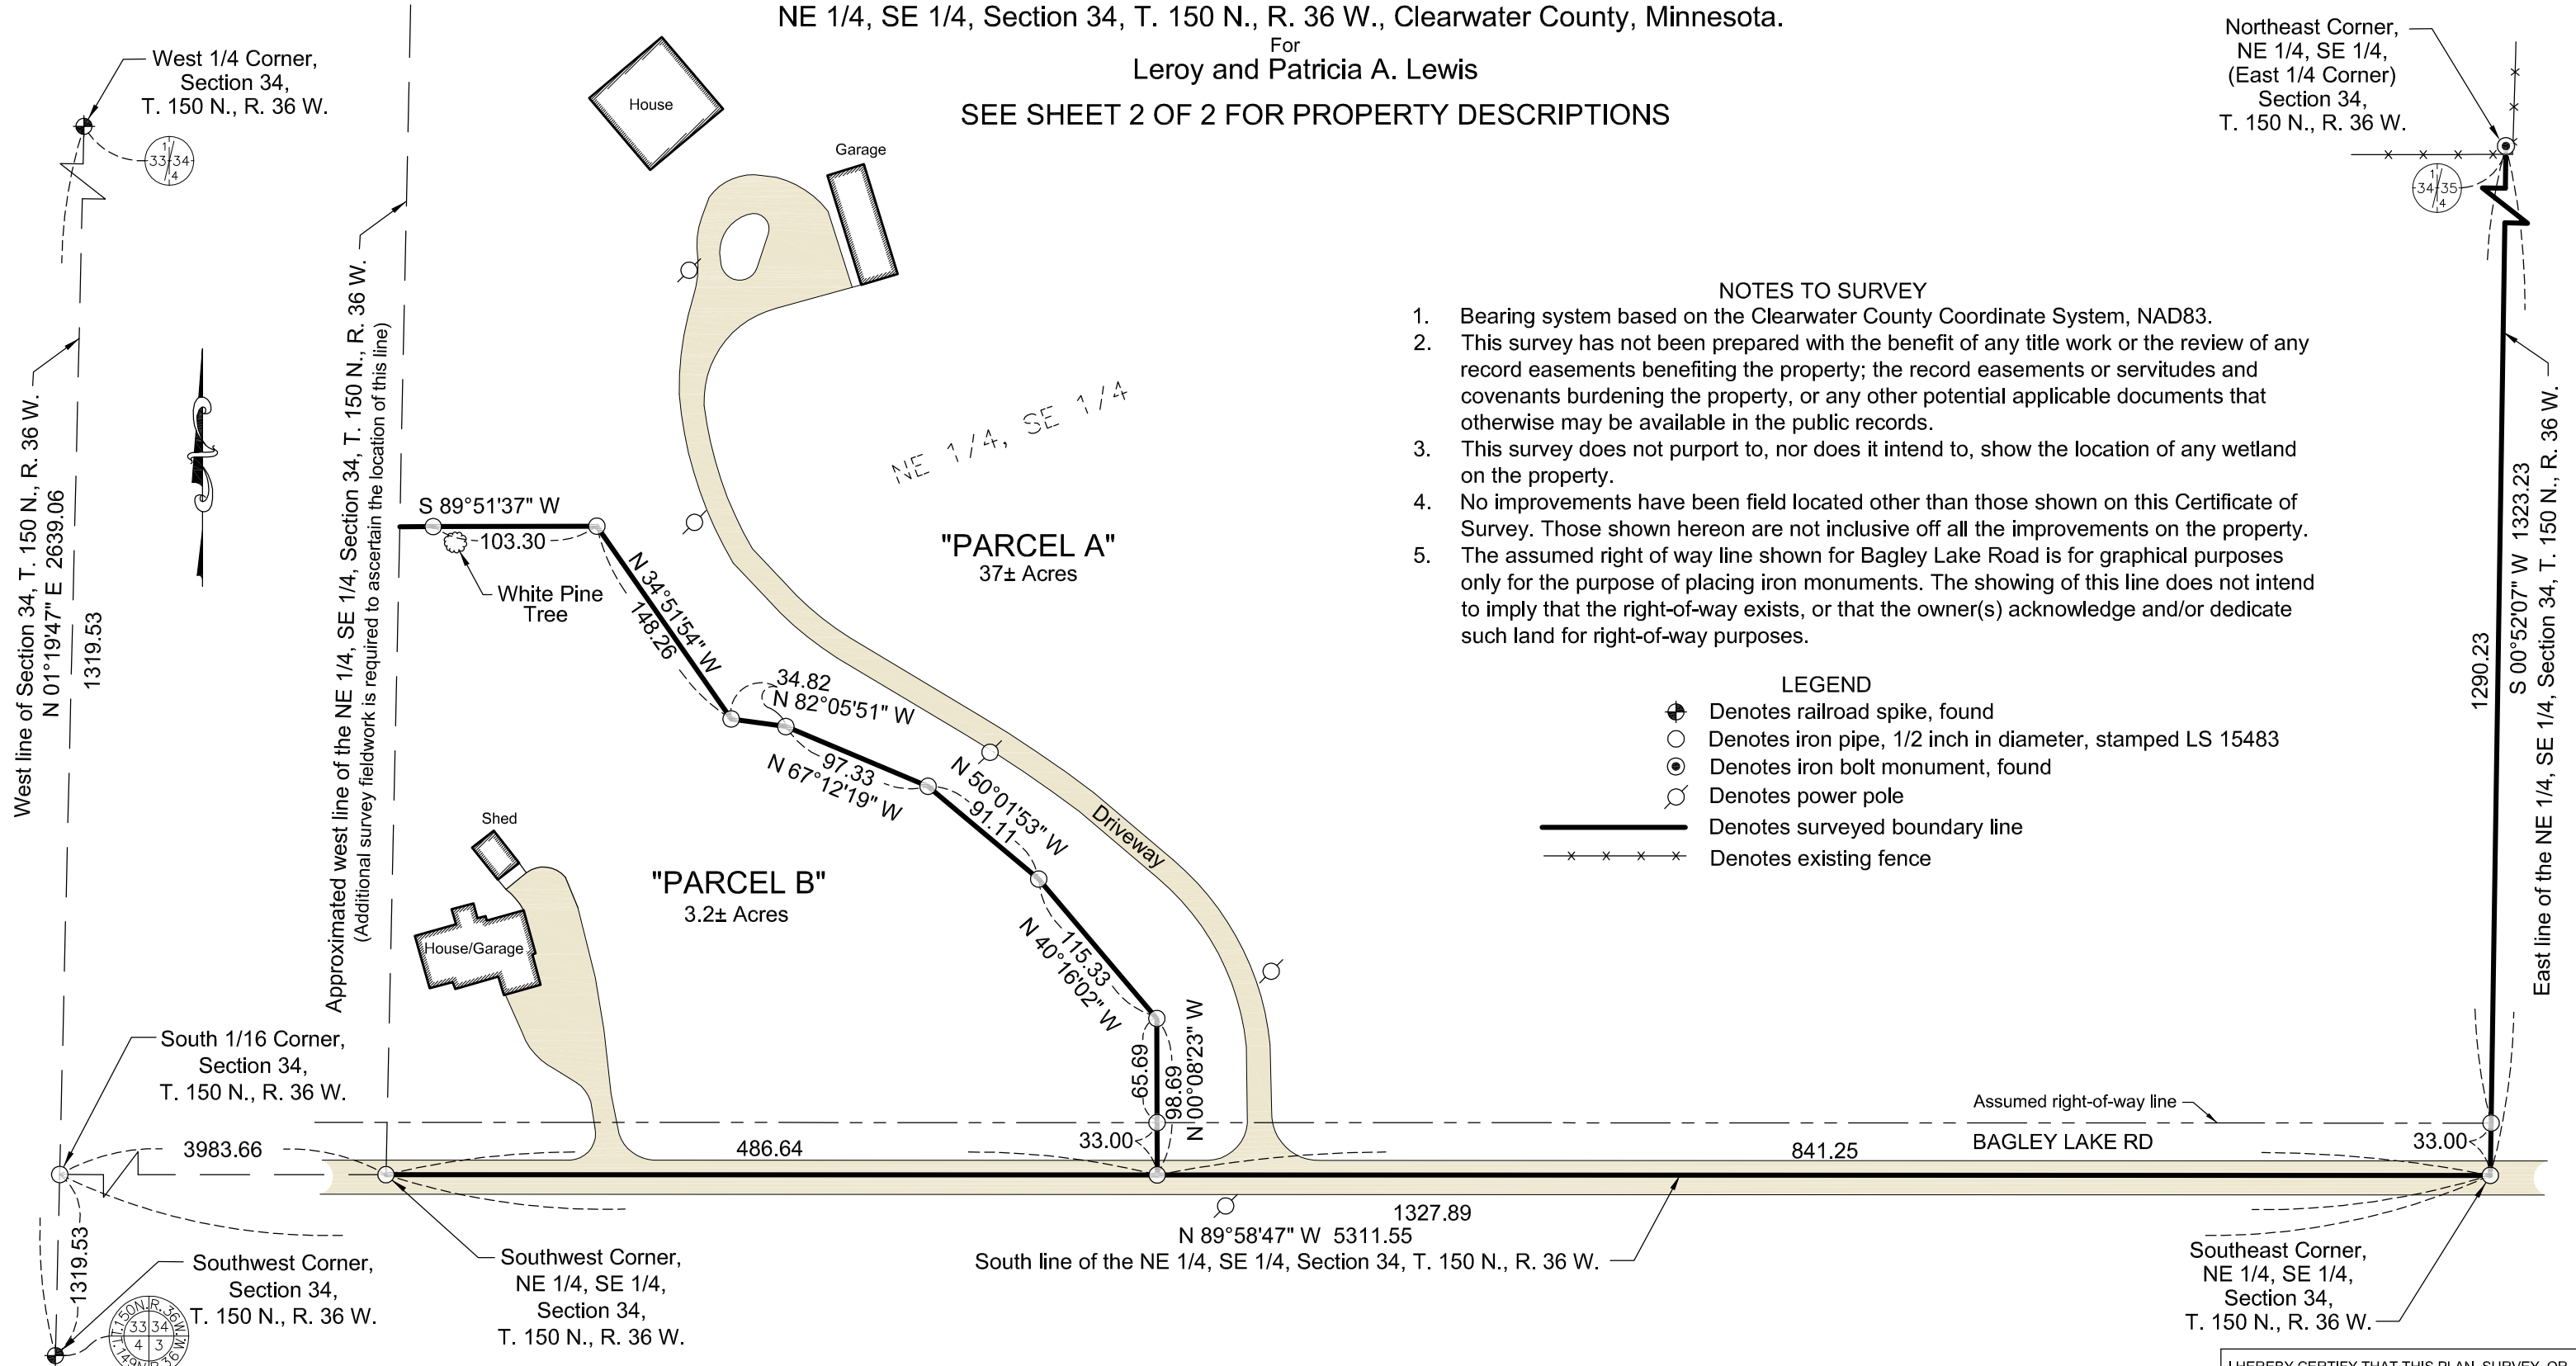 NE 1/4, SE 1/4, Section 34, T. 150 N., R. 36 W., Clearwater County, Minnesota.
For
Leroy and Patricia A. Lewis
SEE SHEET 2 OF 2 FOR PROPERTY DESCRIPTIONS
West 1/4 Corner,
Section 34,
T. 150 N., R. 36 W.
1
33 34
4
House
Garage
Northeast Corner,
NE 1/4, SE 1/4,
(East 1/4 Corner)
Section 34,
T. 150 N., R. 36 W.
1
34 35
4
West line of Section 34, T. 150 N., R. 36 W.
N 01°19'47" E 2639.06
1319.53
Approximated west line of the NE 1/4, SE 1/4, Section 34, T. 150 N., R. 36 W.
(Additional survey fieldwork is required to ascertain the location of this line)
NOTES TO SURVEY
1. Bearing system based on the Clearwater County Coordinate System, NAD83.
2. This survey has not been prepared with the benefit of any title work or the review of any
record easements benefiting the property; the record easements or servitudes and
covenants burdening the property, or any other potential applicable documents that
otherwise may be available in the public records.
3. This survey does not purport to, nor does it intend to, show the location of any wetland
on the property.
4. No improvements have been field located other than those shown on this Certificate of
Survey. Those shown hereon are not inclusive off all the improvements on the property.
5. The assumed right of way line shown for Bagley Lake Road is for graphical purposes
only for the purpose of placing iron monuments. The showing of this line does not intend
to imply that the right-of-way exists, or that the owner(s) acknowledge and/or dedicate
such land for right-of-way purposes.
LEGEND
Denotes railroad spike, found
Denotes iron pipe, 1/2 inch in diameter, stamped LS 15483
Denotes iron bolt monument, found
Denotes power pole
Denotes surveyed boundary line
Denotes existing fence
NE 1/4, SE 1/4
S 89°51'37" W
103.30
White Pine
Tree
N 34°51'54" W
148.26
"PARCEL A"
37± Acres
34.82
N 82°05'51" W
97.33
N 67°12'19" W
N 50°01'53" W
91.11
Driveway
115.33
N 40°16'02" W
Shed
House/Garage
"PARCEL B"
3.2± Acres
65.69
98.69
N 00°08'23" W
1290.23
S 00°52'07" W 1323.23
East line of the NE 1/4, SE 1/4, Section 34, T. 150 N., R. 36 W.
South 1/16 Corner,
Section 34,
T. 150 N., R. 36 W.
3983.66
486.64
33.00
841.25
Assumed right-of-way line
BAGLEY LAKE RD
33.00
1327.89
N 89°58'47" W 5311.55
South line of the NE 1/4, SE 1/4, Section 34, T. 150 N., R. 36 W.
1319.53
Southwest Corner,
Section 34,
T. 150 N., R. 36 W.
T.150N.R.36W.
33 34
4 3
Southwest Corner,
NE 1/4, SE 1/4,
Section 34,
T. 150 N., R. 36 W.
Southeast Corner,
NE 1/4, SE 1/4,
Section 34,
T. 150 N., R. 36 W.
I HEREBY CERTIFY THAT THIS PLAN, SURVEY, OR